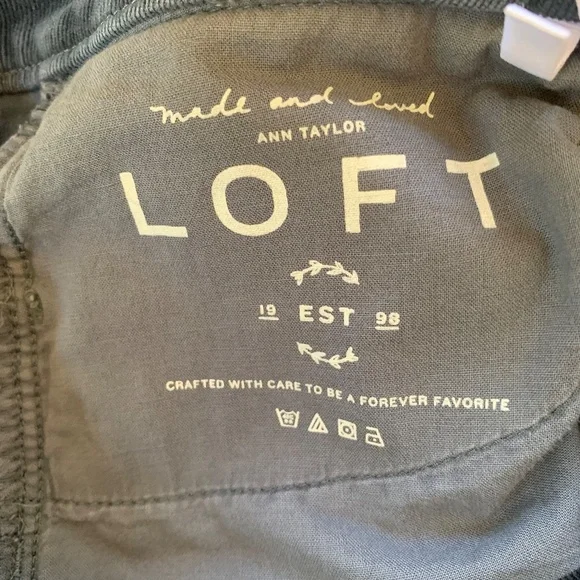 made and loved
ANN TAYLOR
LOFT
19 EST 98
CRAFTED WITH CARE TO BE A FOREVER FAVORITE